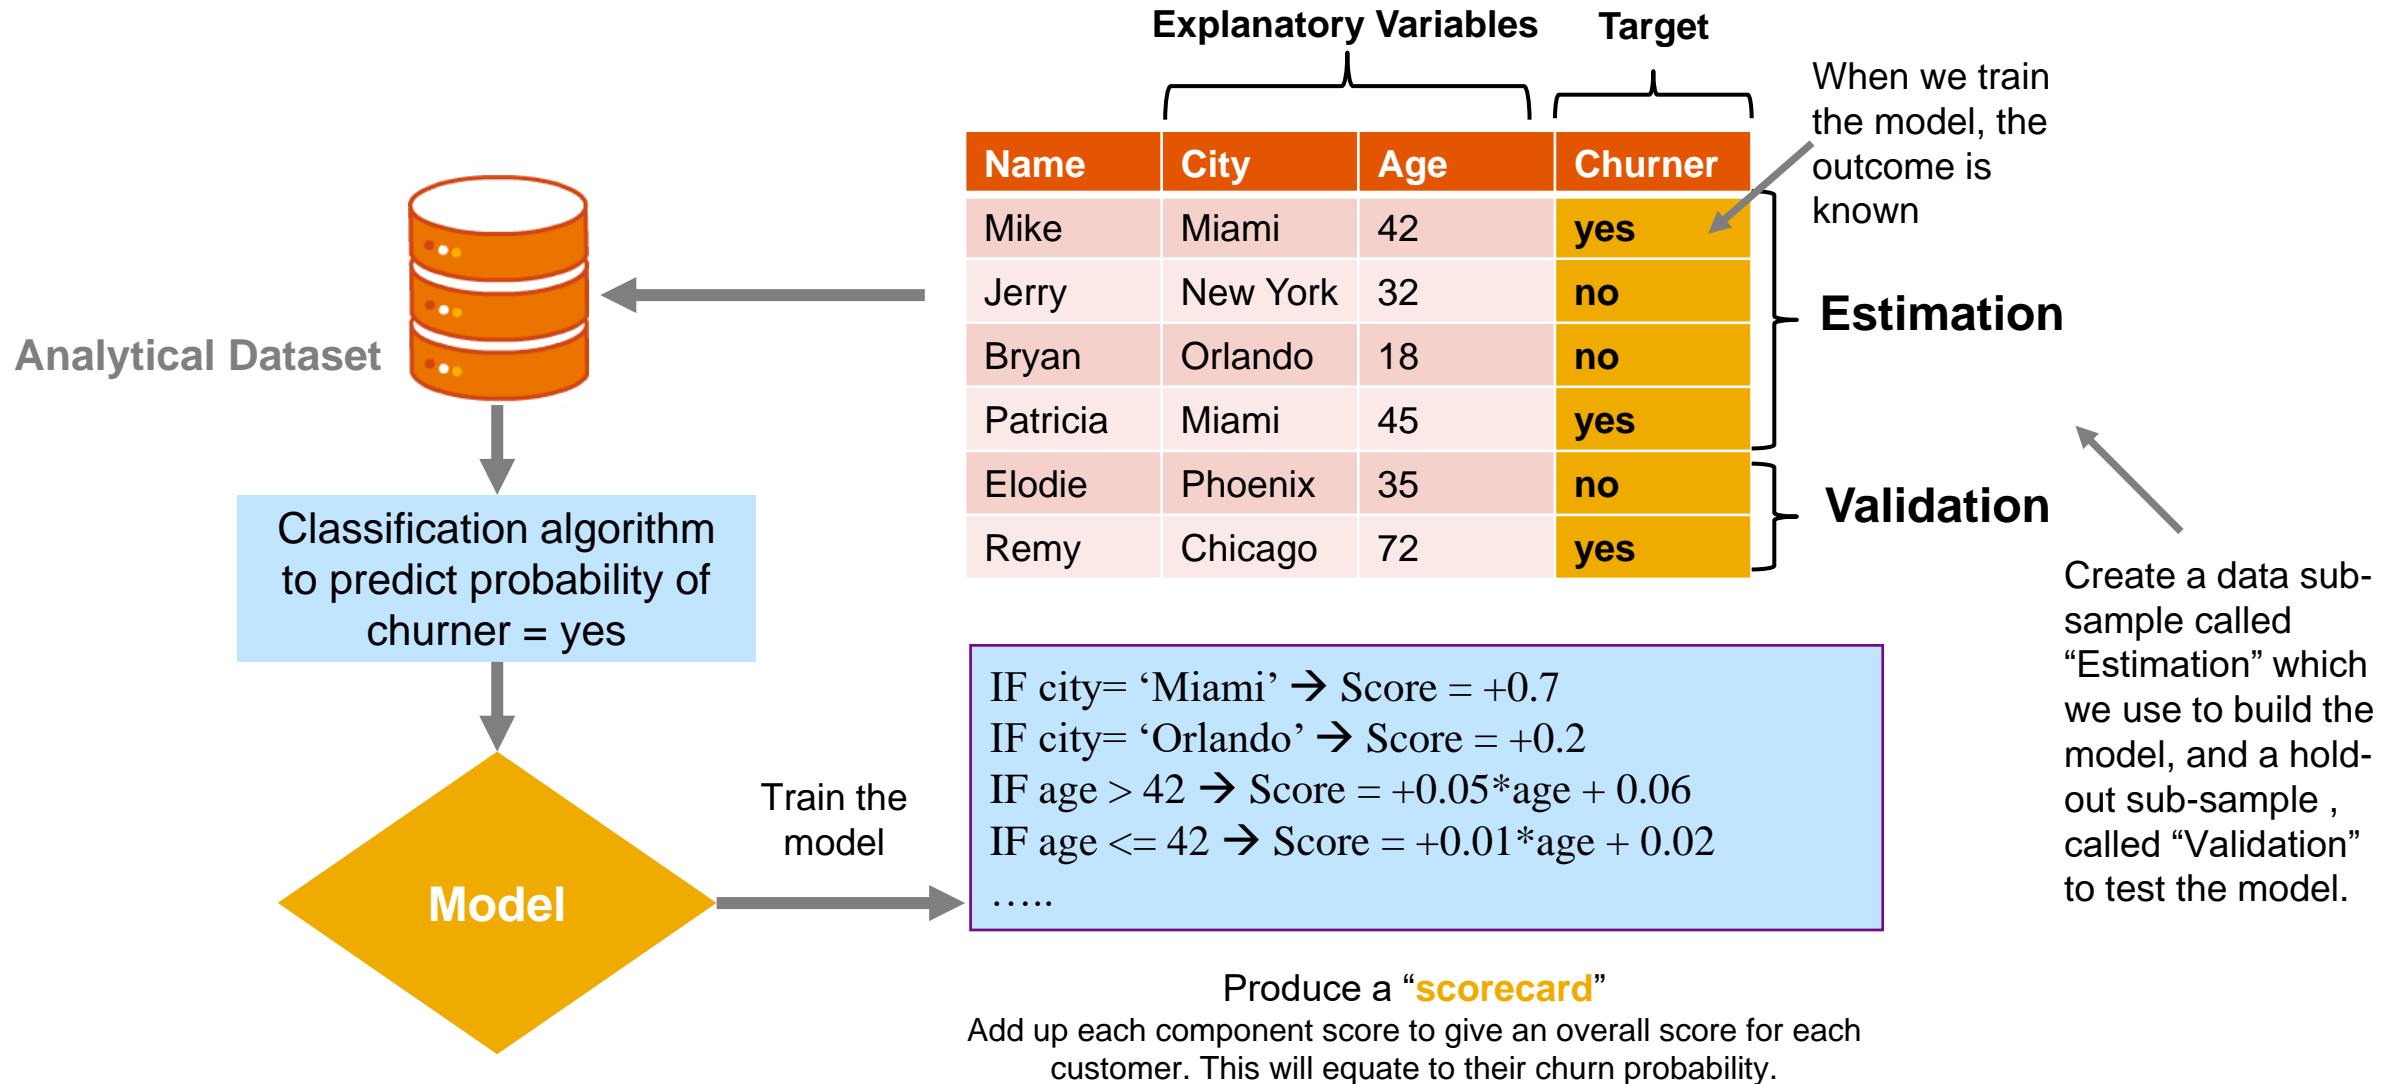 Explanatory Variables
Target
When we train
the model, the
outcome is
known
Name City Age Churner
Mike Miami 42 yes
Jerry New York 32 no
Bryan Orlando 18 no
Patricia Miami 45 yes
Elodie Phoenix 35 no
Remy Chicago 72 yes
Estimation
Validation
Analytical Dataset
Classification algorithm
to predict probability of
churner = yes
Model
Train the
model
IF city= ‘Miami’ → Score = +0.7
IF city= ‘Orlando’ → Score = +0.2
IF age > 42 → Score = +0.05*age + 0.06
IF age <= 42 → Score = +0.01*age + 0.02
…..
Produce a “scorecard”
Add up each component score to give an overall score for each
customer. This will equate to their churn probability.
Create a data sub-
sample called
“Estimation” which
we use to build the
model, and a hold-
out sub-sample ,
called “Validation”
to test the model.